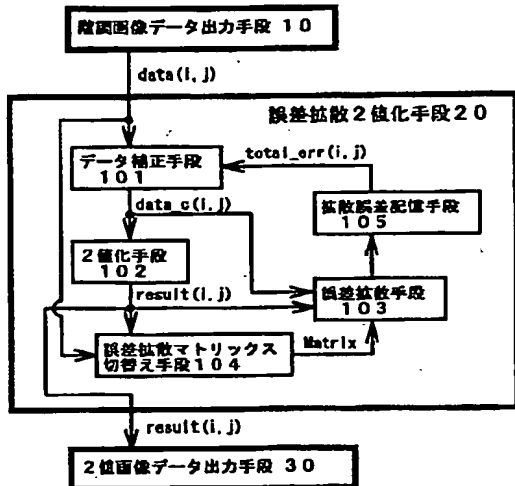 階調画像データ出力手段 10
data(i,j)
誤差拡散2値化手段20
データ補正手段
101
total_err(i,j)
data_c(i,j)
拡散誤差記憶手段
105
2値化手段
102
result(i,j)
誤差拡散手段
103
誤差拡散マトリックス
切替え手段104
Matrix
result(i,j)
2値画像データ出力手段 30